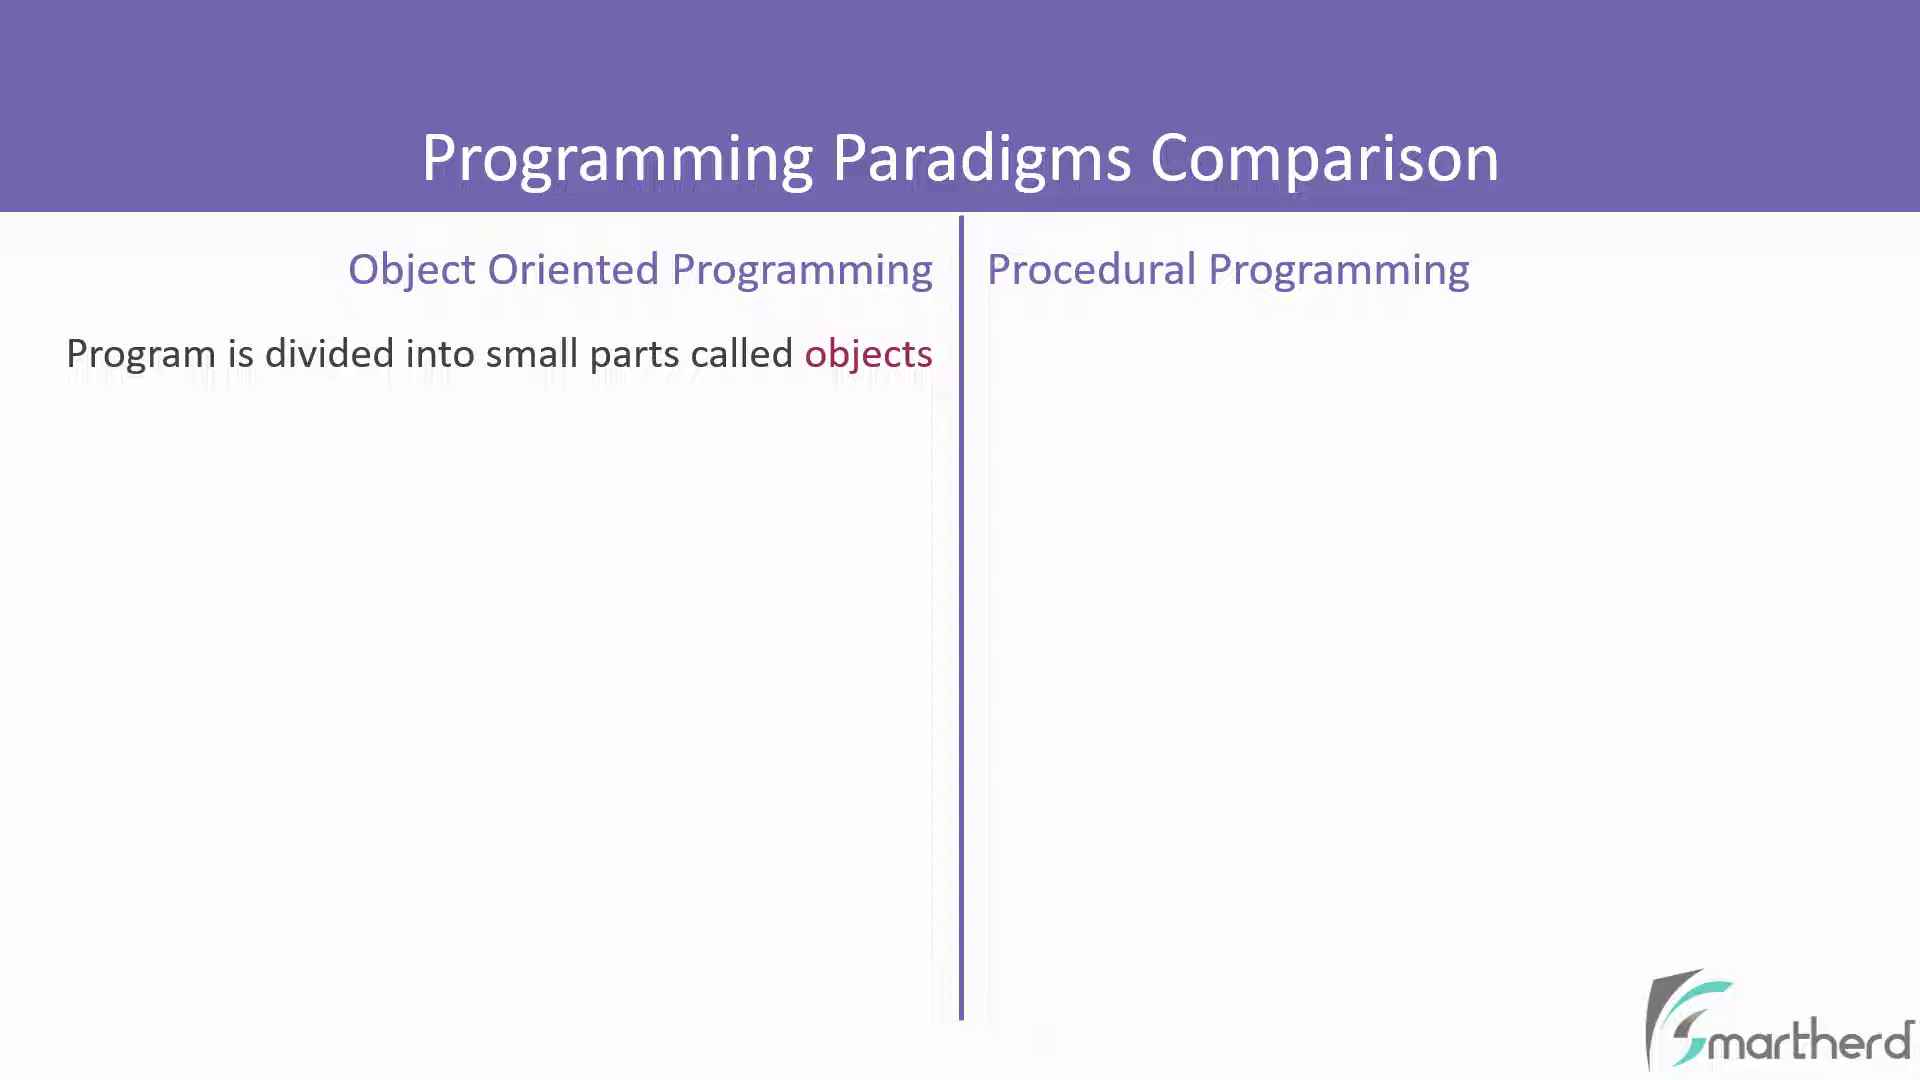 Programming Paradigms Comparison
Object Oriented Programming
Procedural Programming
Program is divided into small parts called objects
Smartherd